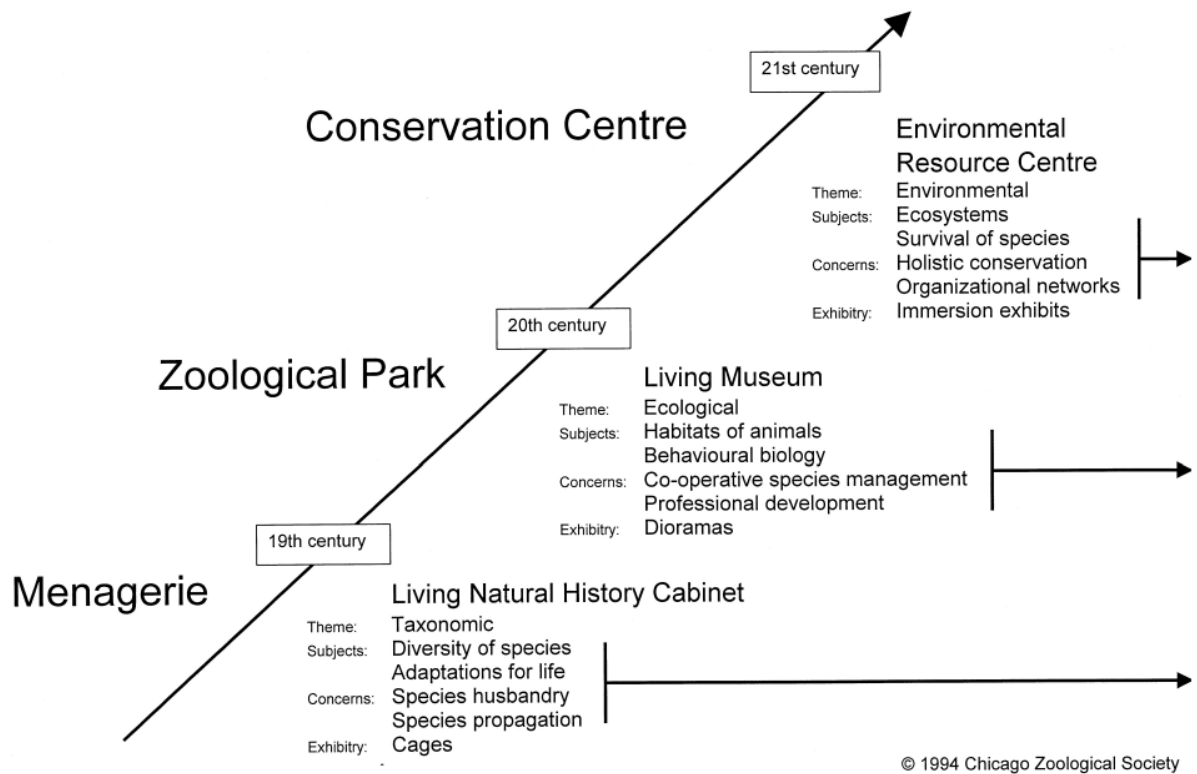 21st century
Conservation Centre
Environmental
Resource Centre
Theme: Environmental
Subjects: Ecosystems
Survival of species
Concerns: Holistic conservation
Organizational networks
Exhibitry: Immersion exhibits
20th century
Zoological Park
Living Museum
Theme: Ecological
Subjects: Habitats of animals
Behavioural biology
Concerns: Co-operative species management
Professional development
Exhibitry: Dioramas
19th century
Menagerie
Living Natural History Cabinet
Theme: Taxonomic
Subjects: Diversity of species
Adaptations for life
Concerns: Species husbandry
Species propagation
Exhibitry: Cages
© 1994 Chicago Zoological Society